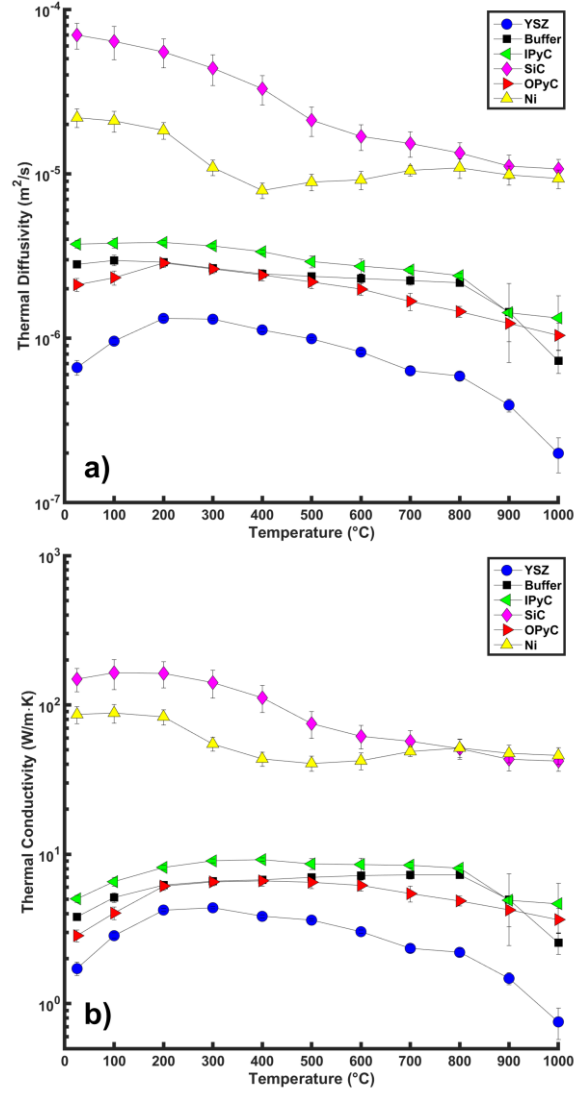 10⁻⁴
10⁻⁵
10⁻⁶
10⁻⁷
Thermal Diffusivity (m²/s)
YSZ
Buffer
IPyC
SiC
OPyC
Ni
a)
0 100 200 300 400 500 600 700 800 900 1000
Temperature (°C)
10³
10²
10¹
10⁰
Thermal Conductivity (W/m·K)
YSZ
Buffer
IPyC
SiC
OPyC
Ni
b)
0 100 200 300 400 500 600 700 800 900 1000
Temperature (°C)